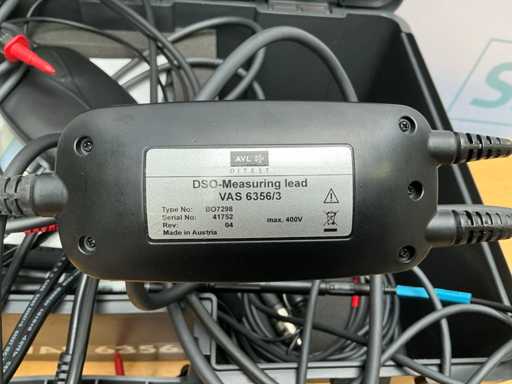 AVL
DITEST
DSO-Measuring lead
VAS 6356/3
Type No: BO7298
Serial No: 41752 max. 400V
Rev: 04
Made in Austria
6356
S